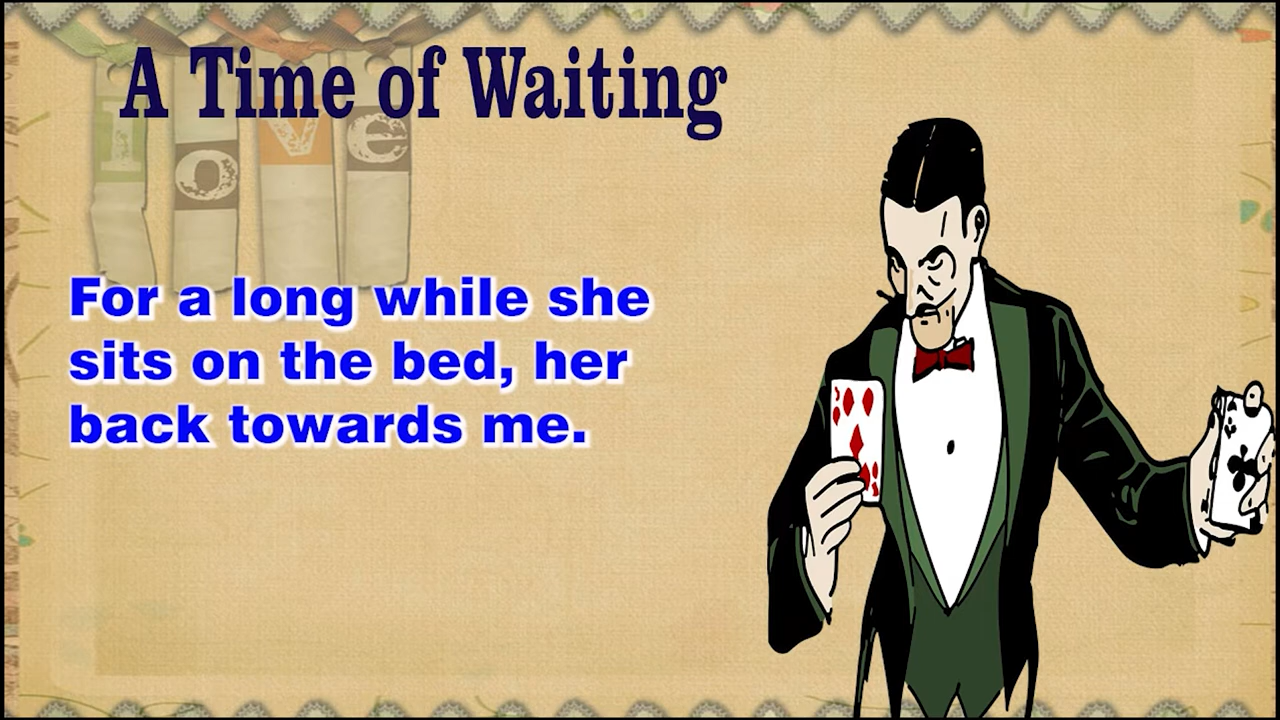 A Time of Waiting
love
For a long while she
sits on the bed, her
back towards me.